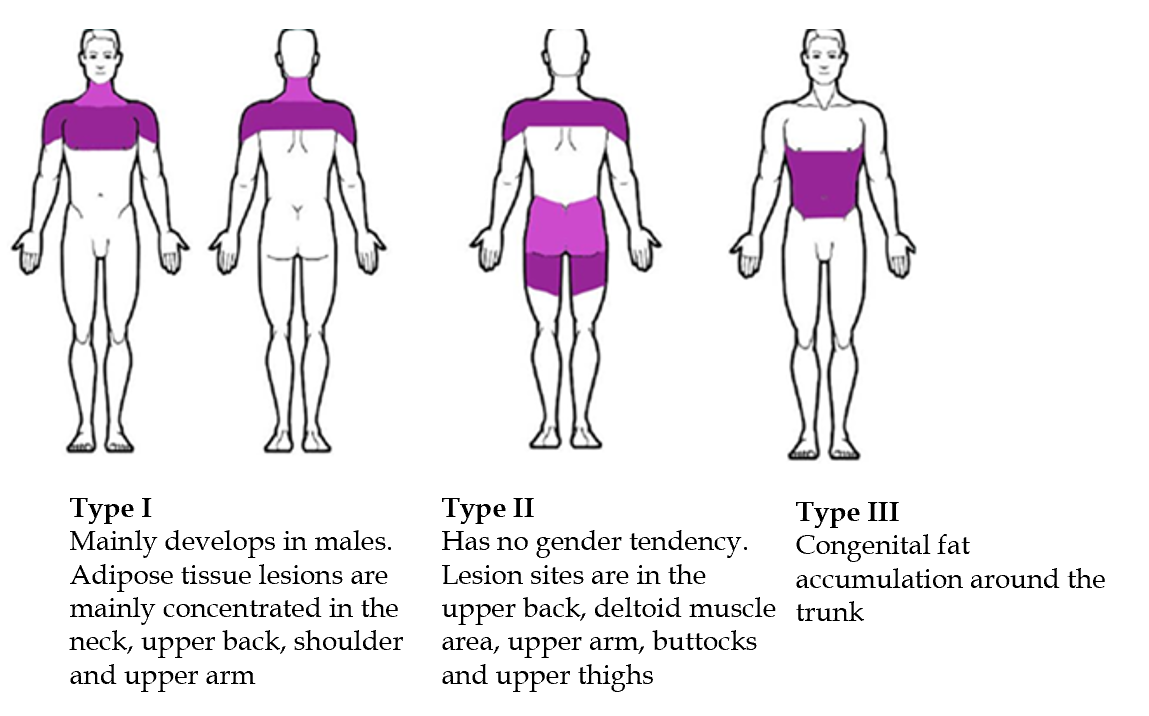 Type I
Mainly develops in males.
Adipose tissue lesions are
mainly concentrated in the
neck, upper back, shoulder
and upper arm
Type II
Has no gender tendency.
Lesion sites are in the
upper back, deltoid muscle
area, upper arm, buttocks
and upper thighs
Type III
Congenital fat
accumulation around the
trunk